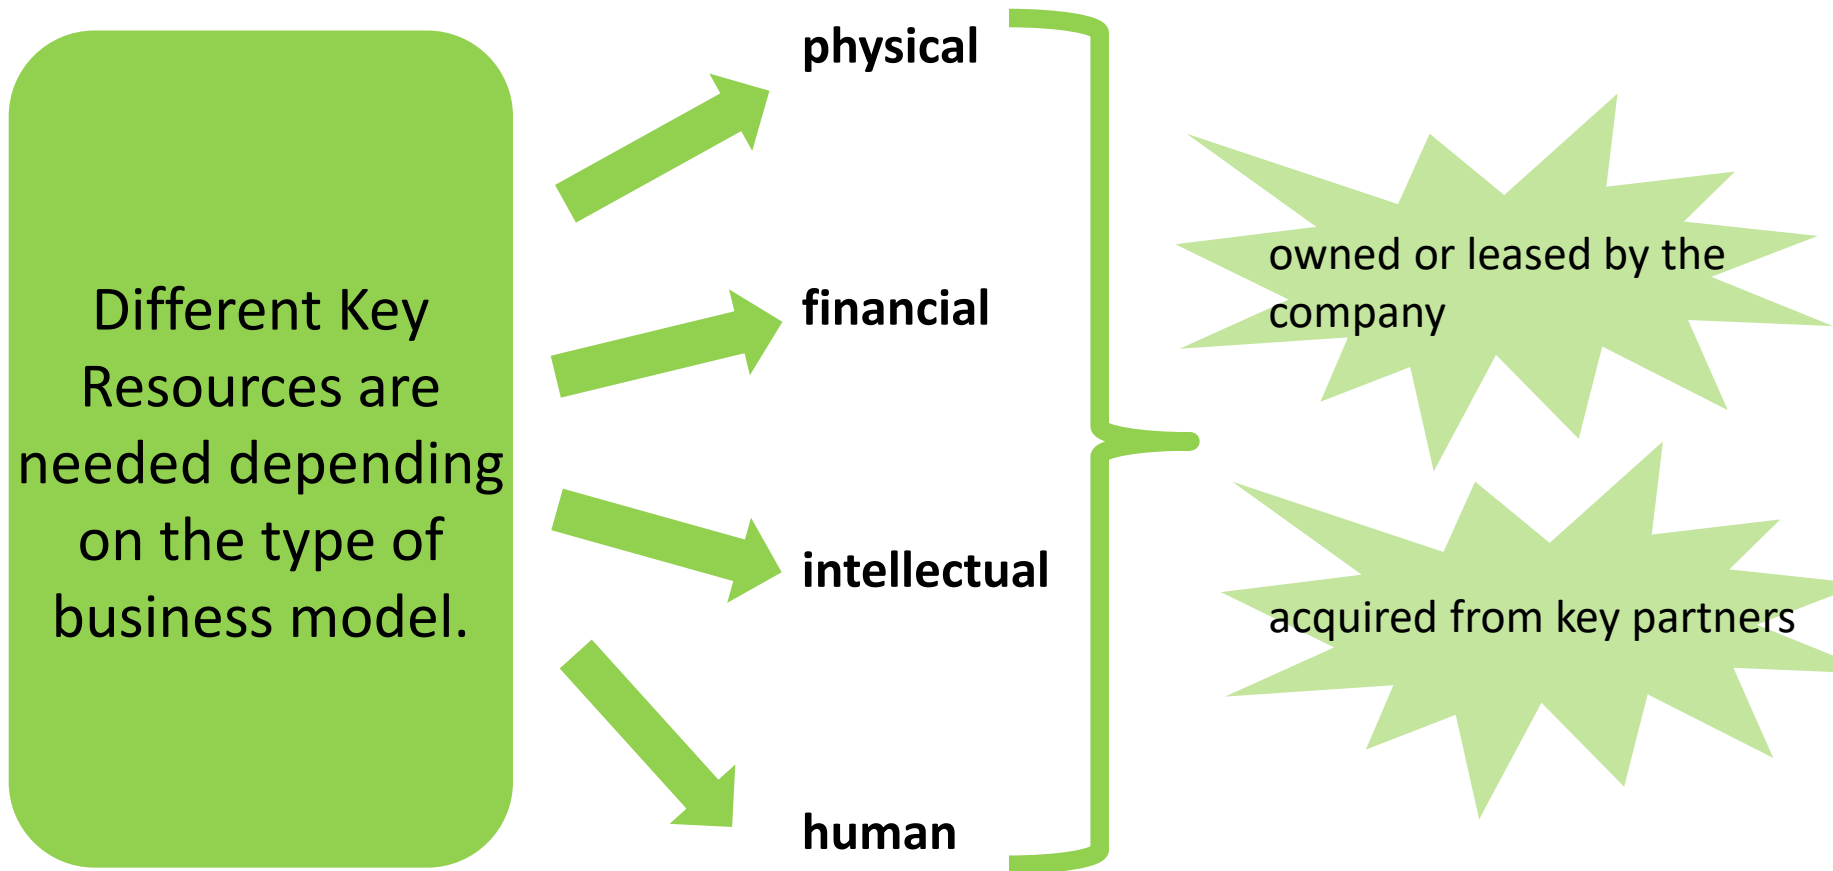 Different Key
Resources are
needed depending
on the type of
business model.
physical
financial
intellectual
human
owned or leased by the
company
acquired from key partners